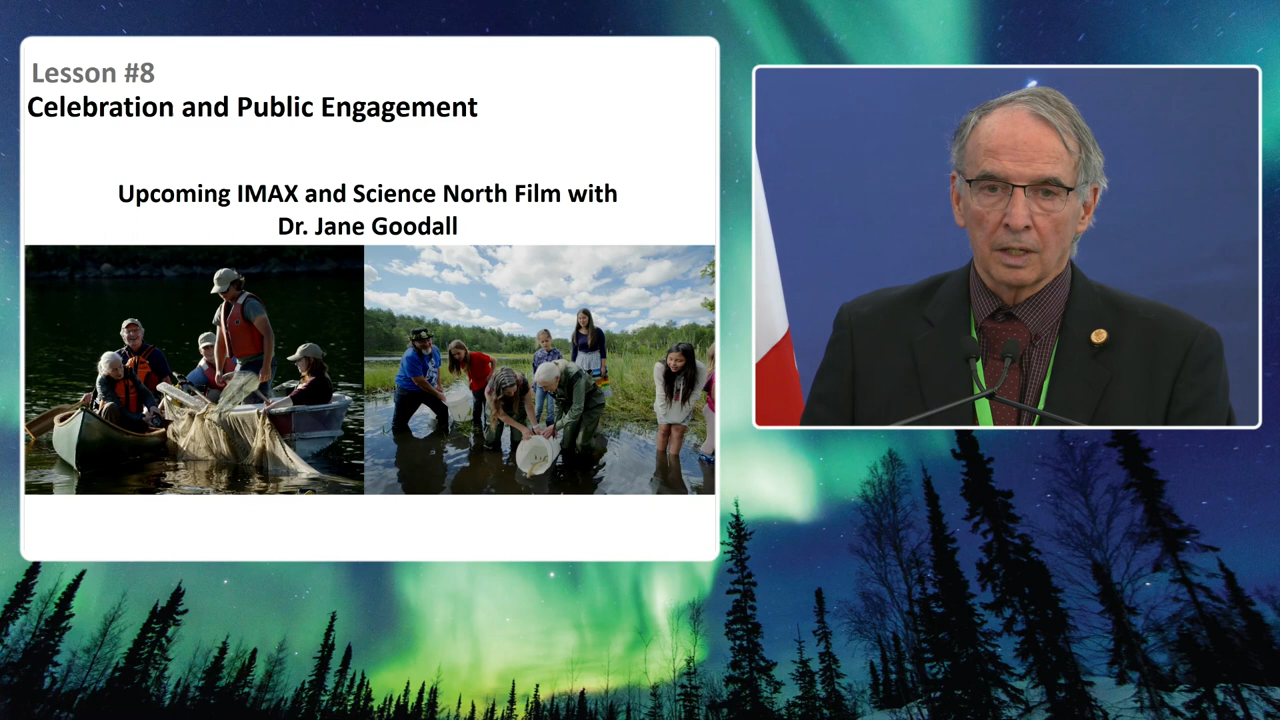 Lesson #8
Celebration and Public Engagement
Upcoming IMAX and Science North Film with
Dr. Jane Goodall